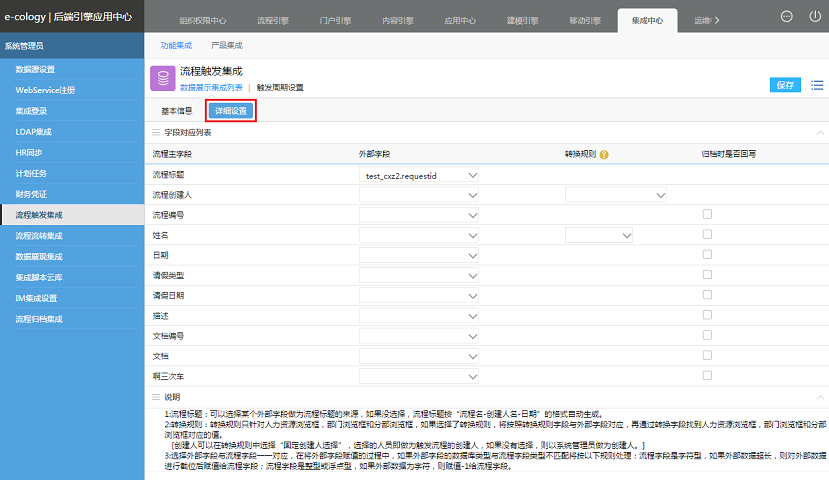 e-cology | 后端引擎应用中心
组织权限中心 流程引擎 门户引擎 内容引擎 应用中心 建模引擎 移动引擎 集成中心 运维
系统管理员
功能集成 产品集成
数据源设置
WebService注册
集成登录
LDAP集成
HR同步
计划任务
财务凭证
流程触发集成
流程流转集成
数据展现集成
集成脚本云库
IM集成设置
流程归档集成
流程触发集成
数据展示集成列表 | 触发周期设置
保存
基本信息 详细设置
字段对应列表
流程主字段 外部字段 转换规则 ? 归档时是否回写
流程标题 test_cxz2.requestid
流程创建人
流程编号
姓名
日期
请假类型
请假日期
描述
文档编号
文档
啊三次车
说明
1:流程标题：可以选择某个外部字段做为流程标题的来源，如果没选择，流程标题按“流程名-创建人名-日期”的格式自动生成。
2:转换规则：转换规则只针对人力资源浏览框，部门浏览框和分部浏览框，如果选择了转换规则，将按照转换规则字段与外部字段对应，再通过转换字段找到人力资源浏览框，部门浏览框和分部
浏览框对应的值。
[创建人可以在转换规则中选择“固定创建人选择”，选择的人员即做为触发流程的创建人，如果没有选择，则以系统管理员做为创建人。]
3:选择外部字段与流程字段一一对应，在将外部字段赋值的过程中，如果外部字段的数据库类型与流程字段类型不匹配将按以下规则处理：流程字段是字符型，如果外部数据超长，则对外部数据
进行截位后赋值给流程字段；流程字段是整型或浮点型，如果外部数据为字符，则赋值-1给流程字段。